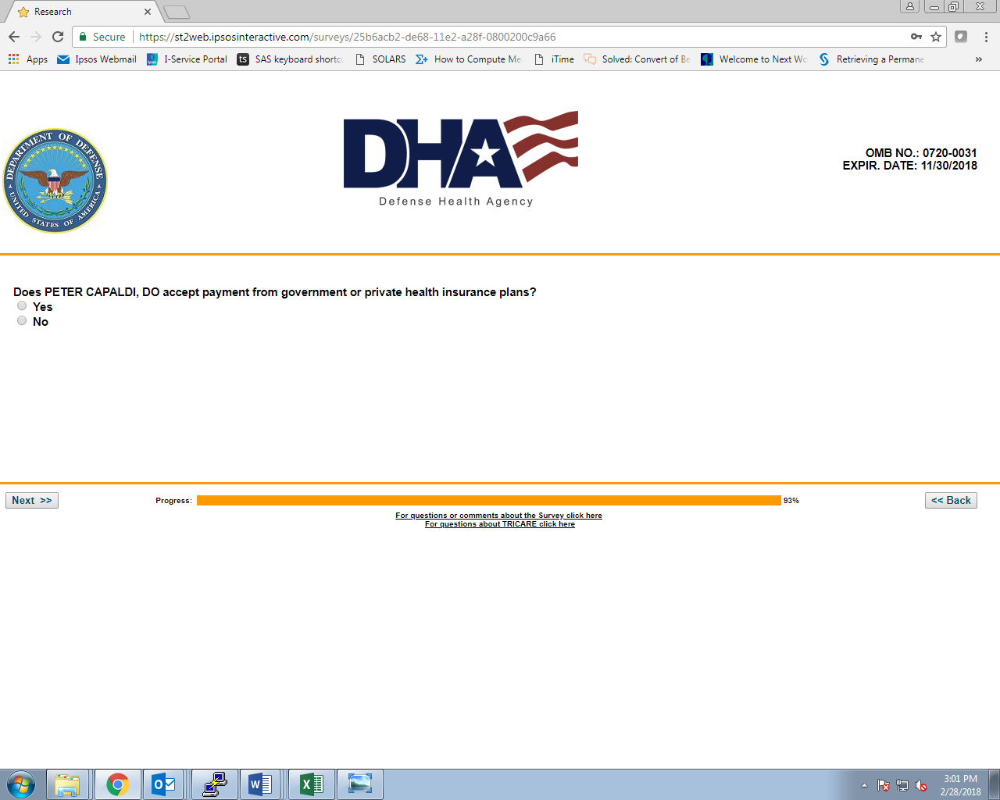 Research
Secure https://st2web.ipsosinteractive.com/surveys/25b6acb2-de68-11e2-a28f-0800200c9a66
Apps Ipsos Webmail I-Service Portal ts SAS keyboard shortc SOLARS How to Compute Me iTime Solved: Convert of Be Welcome to Next Wo Retrieving a Permane »
DEPARTMENT OF DEFENSE
UNITED STATES OF AMERICA
DHA
Defense Health Agency
OMB NO.: 0720-0031
EXPIR. DATE: 11/30/2018
Does PETER CAPALDI, DO accept payment from government or private health insurance plans?
Yes
No
Next >> Progress: 93% << Back
For questions or comments about the Survey click here
For questions about TRICARE click here
3:01 PM
2/28/2018